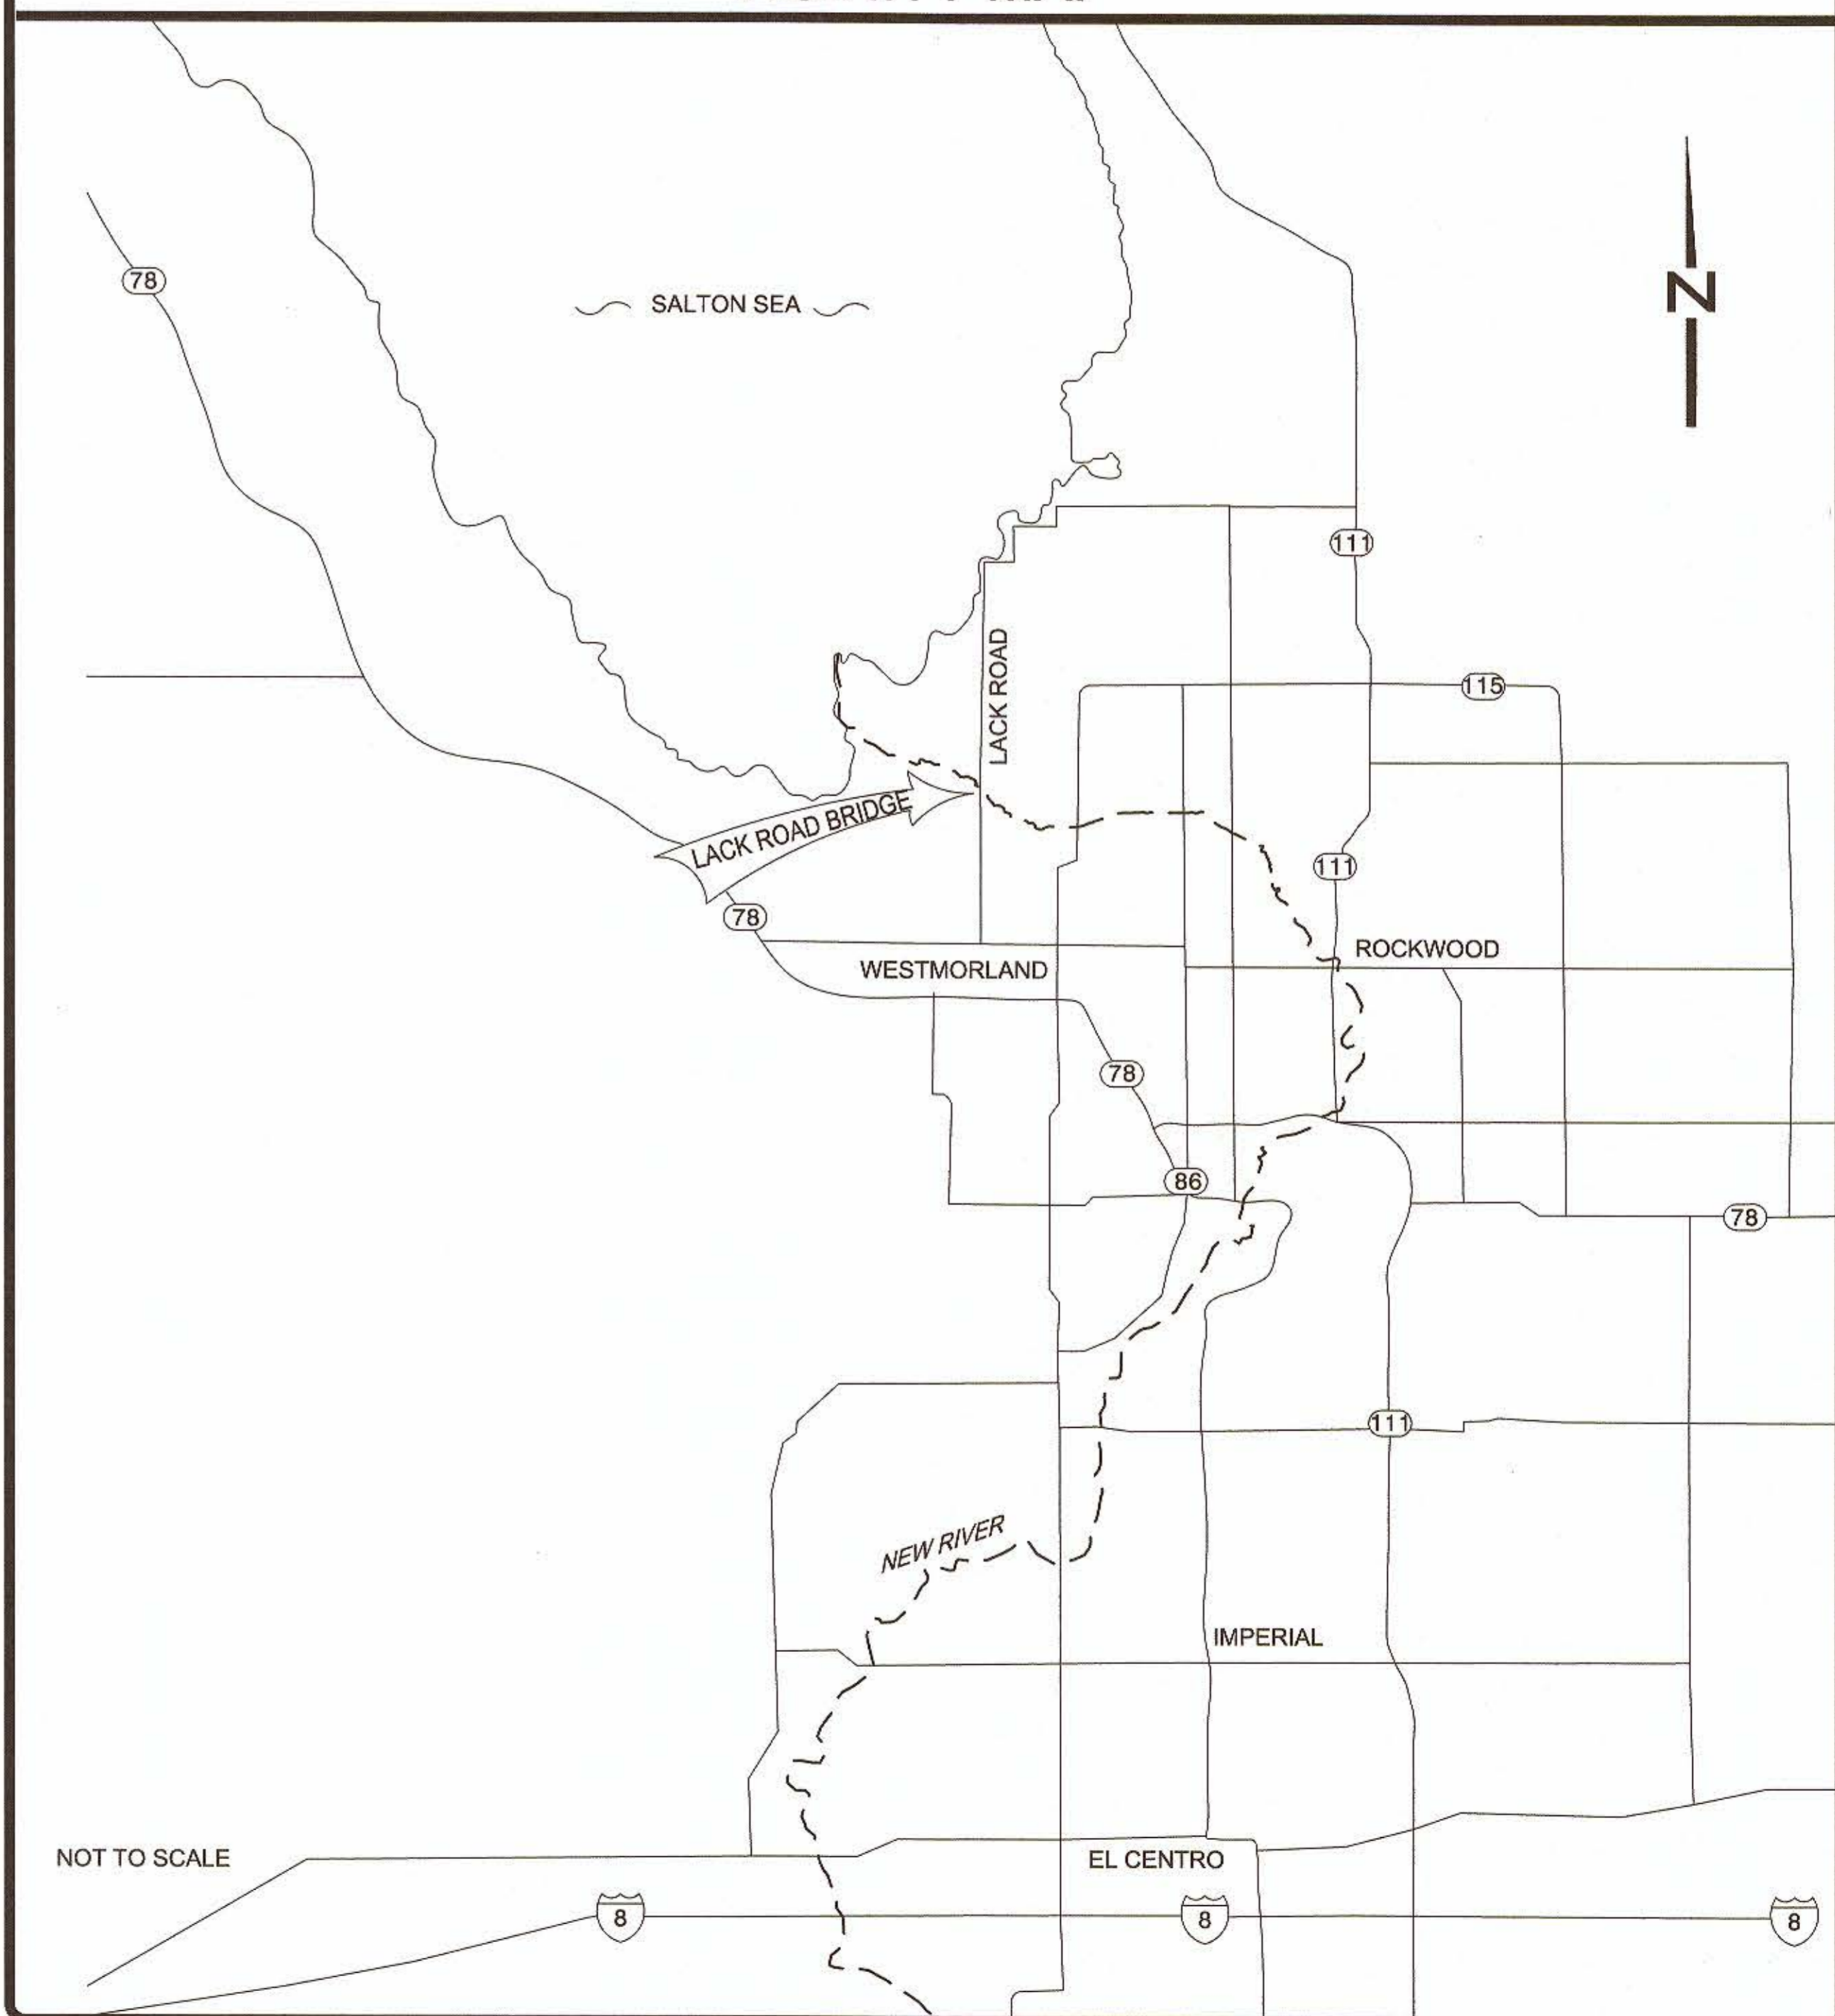 78
SALTON SEA
N
111
LACK ROAD
115
LACK ROAD BRIDGE
111
78
ROCKWOOD
WESTMORLAND
78
86
78
111
NEW RIVER
IMPERIAL
NOT TO SCALE
EL CENTRO
8
8
8